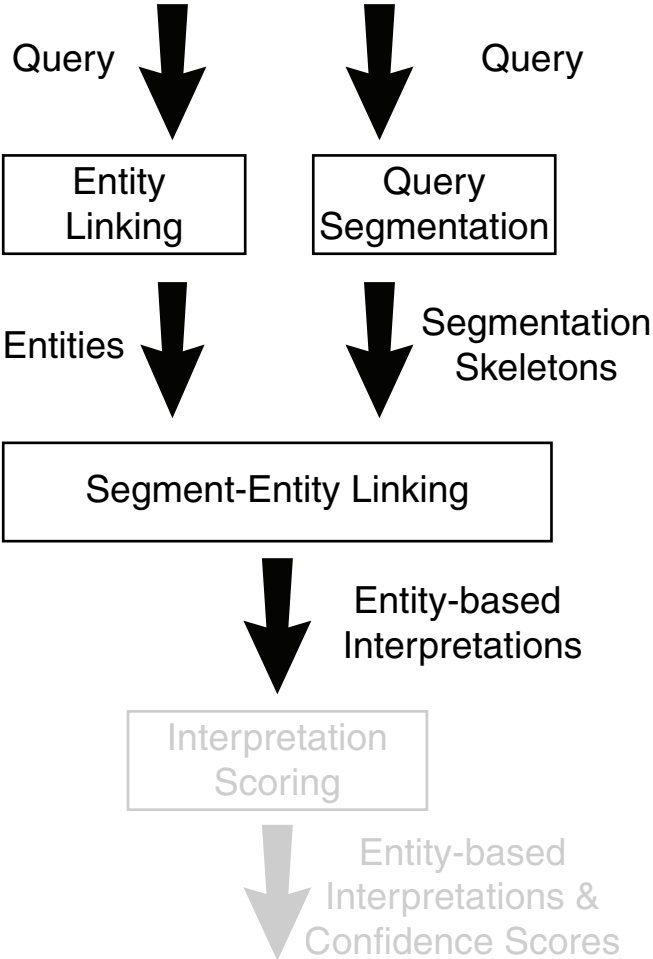 Query
Query
Entity
Linking
Query
Segmentation
Entities
Segmentation
Skeletons
Segment-Entity Linking
Entity-based
Interpretations
Interpretation
Scoring
Entity-based
Interpretations &
Confidence Scores